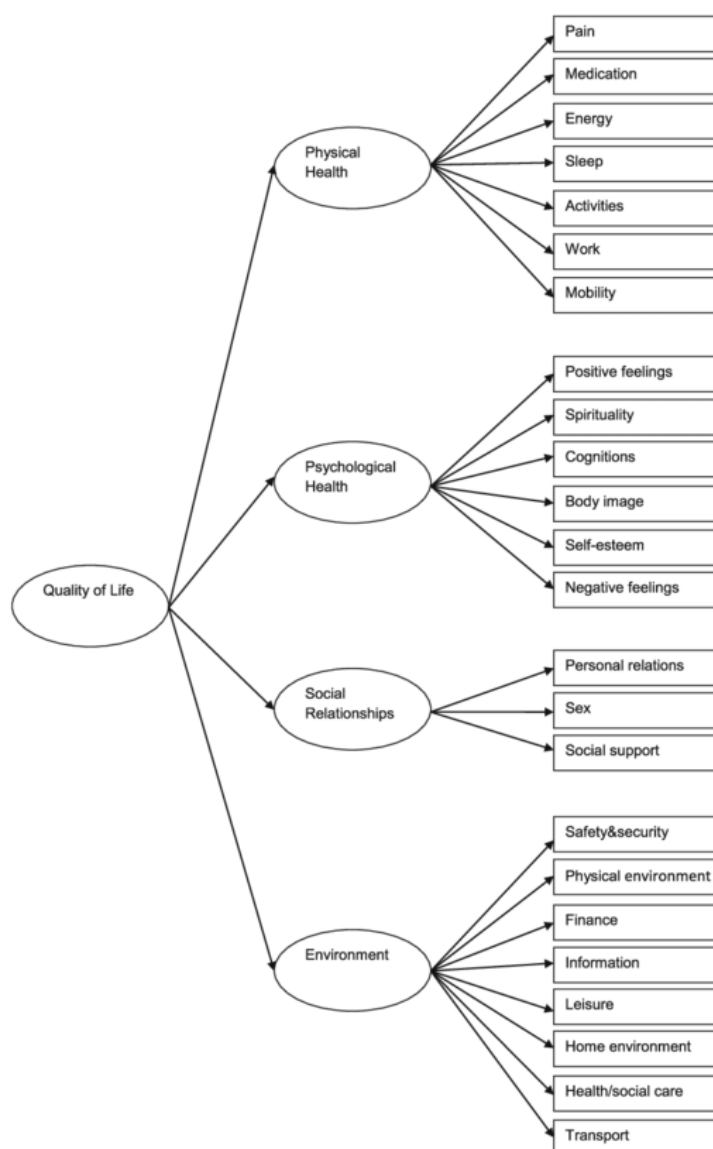 Pain
Medication
Energy
Physical
Health
Sleep
Activities
Work
Mobility
Positive feelings
Spirituality
Cognitions
Psychological
Health
Body image
Self-esteem
Negative feelings
Quality of Life
Personal relations
Social
Relationships
Sex
Social support
Safety&security
Physical environment
Finance
Environment
Information
Leisure
Home environment
Health/social care
Transport